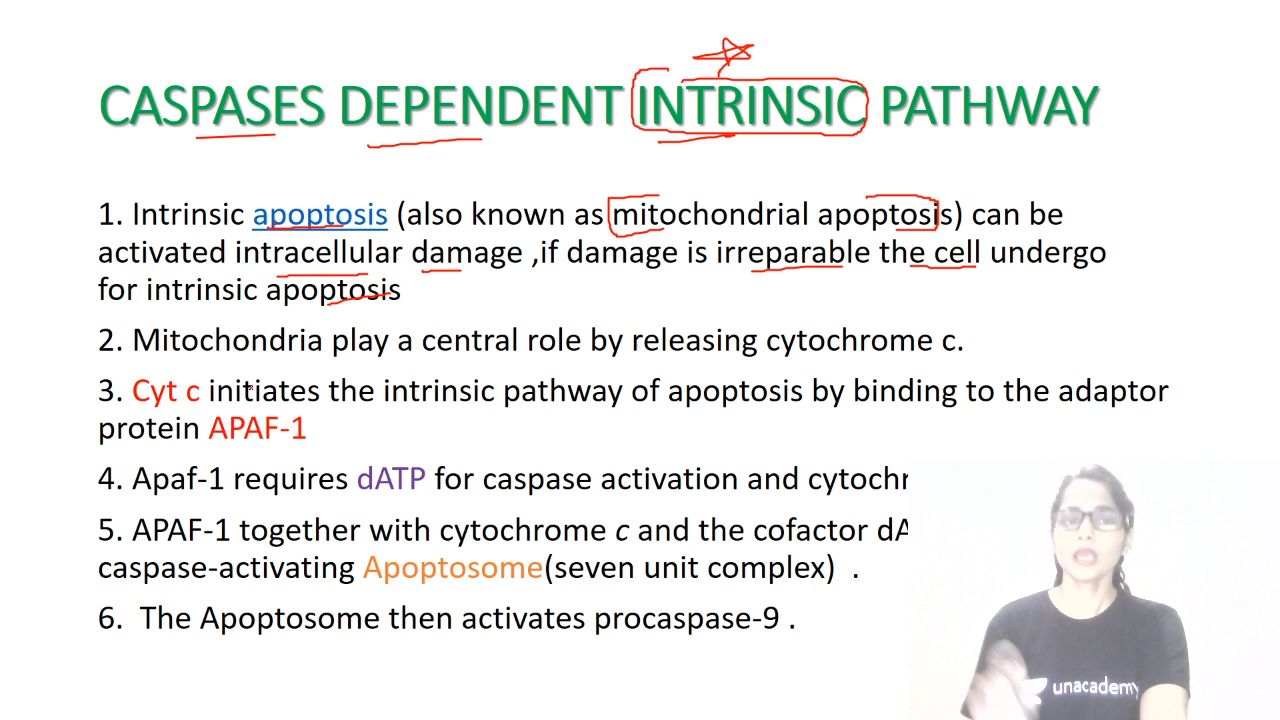 CASPASES DEPENDENT INTRINSIC PATHWAY
1. Intrinsic apoptosis (also known as mitochondrial apoptosis) can be
activated intracellular damage ,if damage is irreparable the cell undergo
for intrinsic apoptosis
2. Mitochondria play a central role by releasing cytochrome c.
3. Cyt c initiates the intrinsic pathway of apoptosis by binding to the adaptor
protein APAF-1
4. Apaf-1 requires dATP for caspase activation and
5. APAF-1 together with cytochrome c and the cofactor
caspase-activating Apoptosome(seven unit complex) .
6. The Apoptosome then activates procaspase-9 .
unacademy